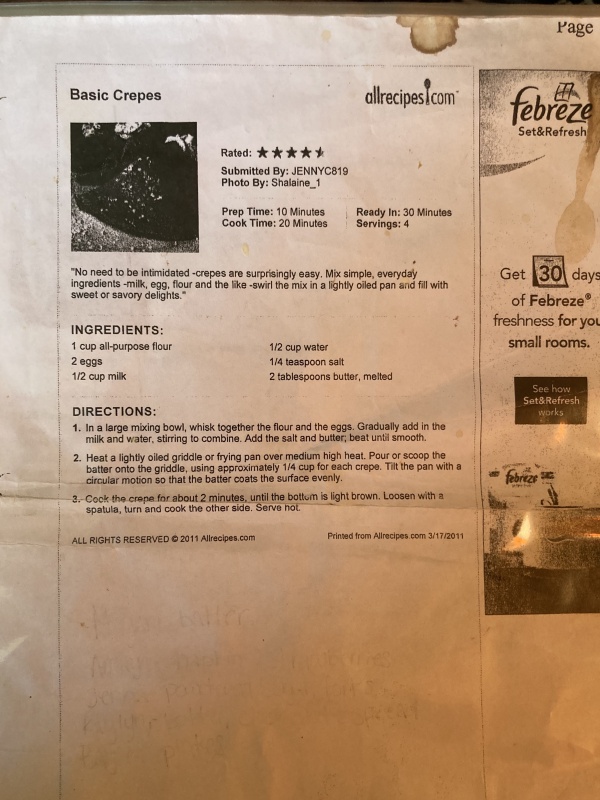 Page
Basic Crepes
allrecipes.com
Rated:
Submitted By: JENNYC819
Photo By: Shalaine_1
Prep Time: 10 Minutes
Cook Time: 20 Minutes
Ready In: 30 Minutes
Servings: 4
"No need to be intimidated -crepes are surprisingly easy. Mix simple, everyday
ingredients -milk, egg, flour and the like -swirl the mix in a lightly oiled pan and fill with
sweet or savory delights."
INGREDIENTS:
1 cup all-purpose flour
2 eggs
1/2 cup milk
1/2 cup water
1/4 teaspoon salt
2 tablespoons butter, melted
DIRECTIONS:
1. In a large mixing bowl, whisk together the flour and the eggs. Gradually add in the
milk and water, stirring to combine. Add the salt and butter; beat until smooth.
2. Heat a lightly oiled griddle or frying pan over medium high heat. Pour or scoop the
batter onto the griddle, using approximately 1/4 cup for each crepe. Tilt the pan with a
circular motion so that the batter coats the surface evenly.
3. Cook the crepe for about 2 minutes, until the bottom is light brown. Loosen with a
spatula, turn and cook the other side. Serve hot.
ALL RIGHTS RESERVED © 2011 Allrecipes.com
Printed from Allrecipes.com 3/17/2011
febreze
Set&Refresh
Get 30 days
of Febreze®
freshness for you
small rooms.
See how
Set&Refresh
works
febreze